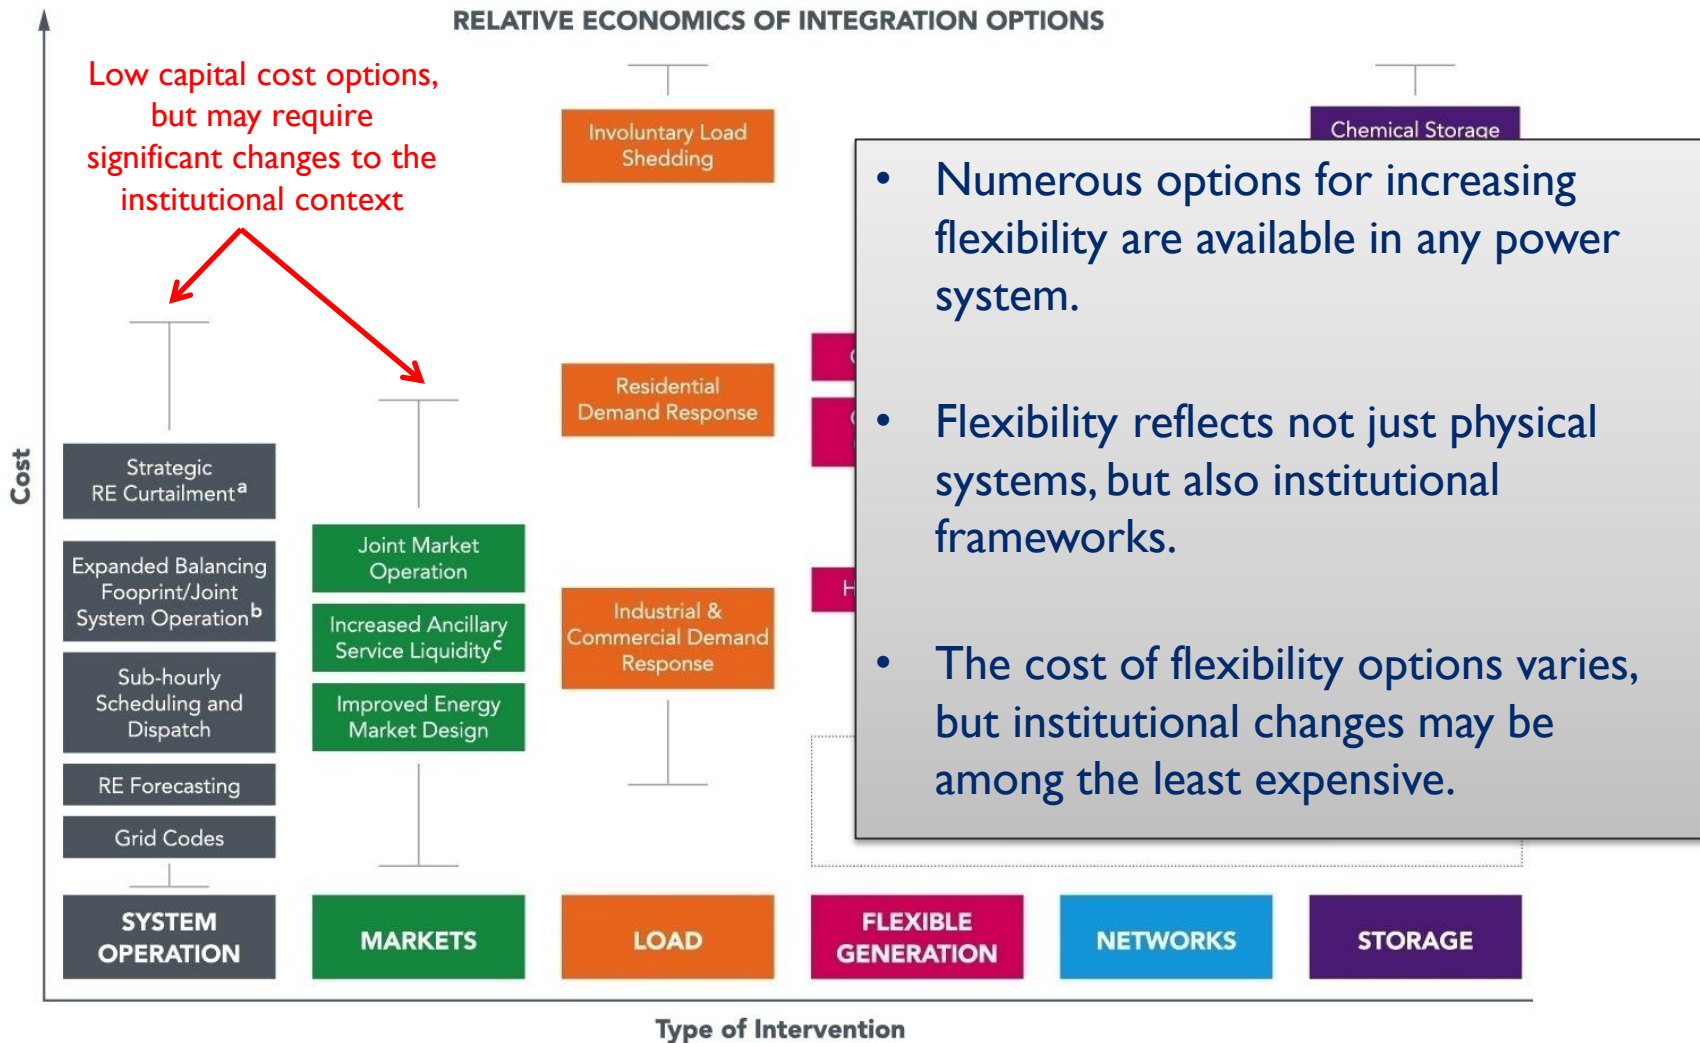 RELATIVE ECONOMICS OF INTEGRATION OPTIONS
Low capital cost options,
but may require
significant changes to the
institutional context
Cost
Strategic
RE Curtailment a
Expanded Balancing
Fooprint/Joint
System Operation b
Sub-hourly
Scheduling and
Dispatch
RE Forecasting
Grid Codes
SYSTEM
OPERATION
Joint Market
Operation
Increased Ancillary
Service Liquidity c
Improved Energy
Market Design
MARKETS
Involuntary Load
Shedding
Residential
Demand Response
Industrial &
Commercial Demand
Response
LOAD
FLEXIBLE
GENERATION
NETWORKS
Chemical Storage
STORAGE
• Numerous options for increasing
flexibility are available in any power
system.
• Flexibility reflects not just physical
systems, but also institutional
frameworks.
• The cost of flexibility options varies,
but institutional changes may be
among the least expensive.
Type of Intervention